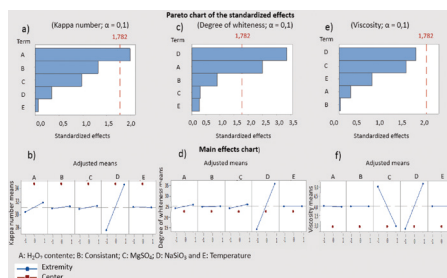 Pareto chart of the standardized effects
a) (Kappa number; α = 0,1)
Term
1,782
A
B
C
D
E
0,0 0,5 1,0 1,5 2,0
Standardized effects
c) (Degree of whiteness; α = 0,1)
Term
1,782
D
A
B
C
E
0,0 0,5 1,0 1,5 2,0 2,5 3,0 3,5
Standardized effects
e) (Viscosity; α = 0,1)
Term
1,782
D
C
E
A
B
0,0 0,5 1,0 1,5 2,0
Standardized effects
Main effects chart
b) Adjusted means
A B C D E
Kappa number means
d) Adjusted means
A B C D E
Degree of whiteness means
f) Adjusted means
A B C D E
Viscosity means
A: H₂O₂ contente; B: Consistant; C: MgSO₄; D: NaSiO₃ and E: Temperature
Extremity
Center